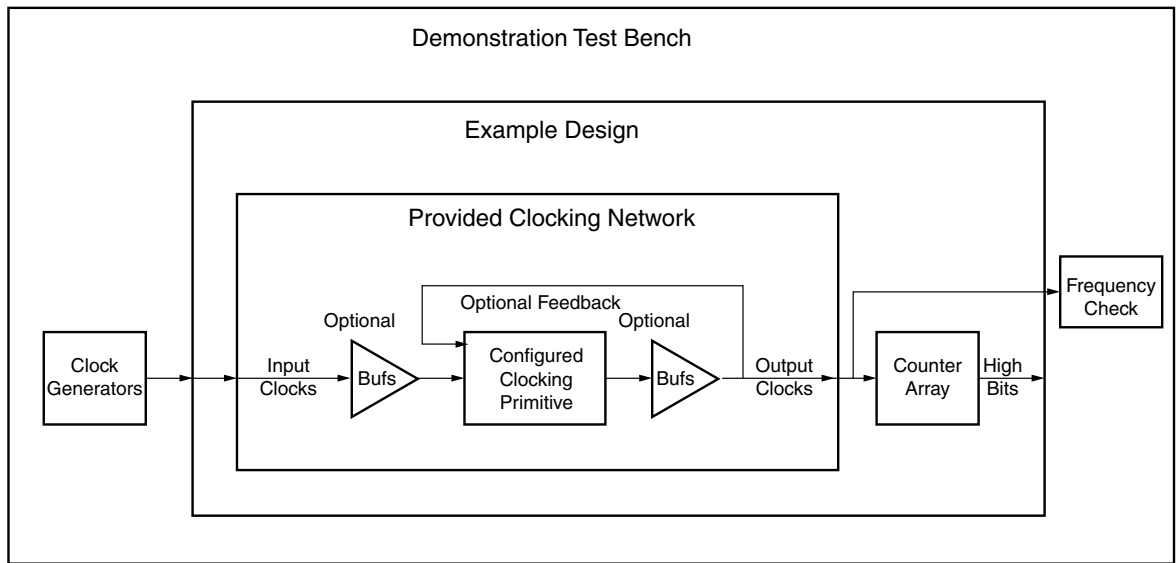 Demonstration Test Bench
Example Design
Provided Clocking Network
Frequency
Check
Optional Feedback
Optional
Optional
Clock
Generators
Input
Clocks
Bufs
Configured
Clocking
Primitive
Bufs
Output
Clocks
Counter
Array
High
Bits